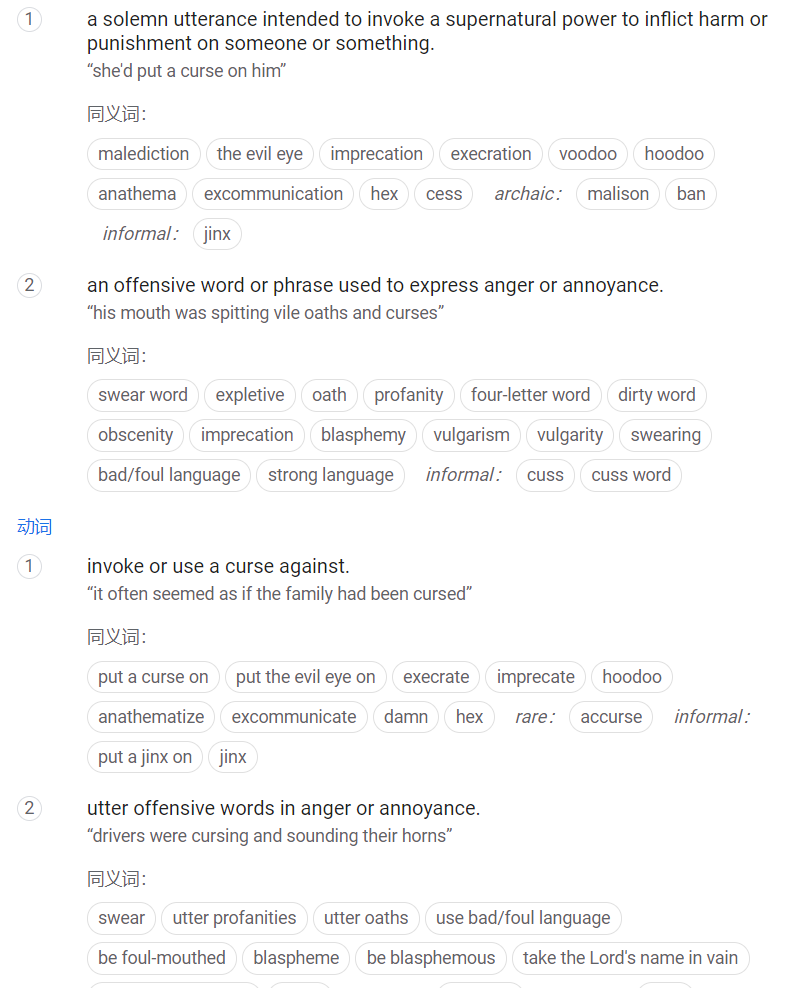 1 a solemn utterance intended to invoke a supernatural power to inflict harm or
punishment on someone or something.
“she'd put a curse on him”
同义词：
malediction the evil eye imprecation execration voodoo hoodoo
anathema excommunication hex cess archaic： malison ban
informal： jinx
2 an offensive word or phrase used to express anger or annoyance.
“his mouth was spitting vile oaths and curses”
同义词：
swear word expletive oath profanity four-letter word dirty word
obscenity imprecation blasphemy vulgarism vulgarity swearing
bad/foul language strong language informal： cuss cuss word
动词
1 invoke or use a curse against.
“it often seemed as if the family had been cursed”
同义词：
put a curse on put the evil eye on execrate imprecate hoodoo
anathematize excommunicate damn hex rare： accurse informal：
put a jinx on jinx
2 utter offensive words in anger or annoyance.
“drivers were cursing and sounding their horns”
同义词：
swear utter profanities utter oaths use bad/foul language
be foul-mouthed blaspheme be blasphemous take the Lord's name in vain